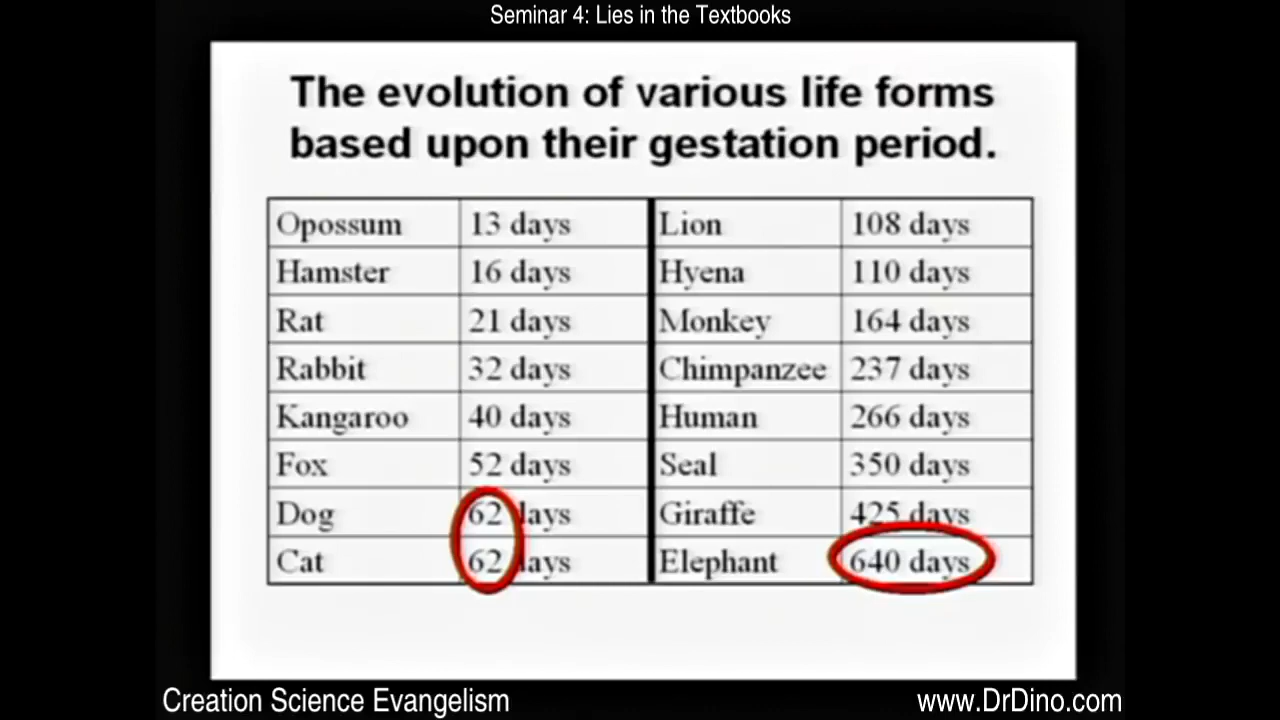 Seminar 4: Lies in the Textbooks
The evolution of various life forms
based upon their gestation period.
Opossum 13 days Lion 108 days
Hamster 16 days Hyena 110 days
Rat 21 days Monkey 164 days
Rabbit 32 days Chimpanzee 237 days
Kangaroo 40 days Human 266 days
Fox 52 days Seal 350 days
Dog 62 days Giraffe 425 days
Cat 62 days Elephant 640 days
Creation Science Evangelism www.DrDino.com